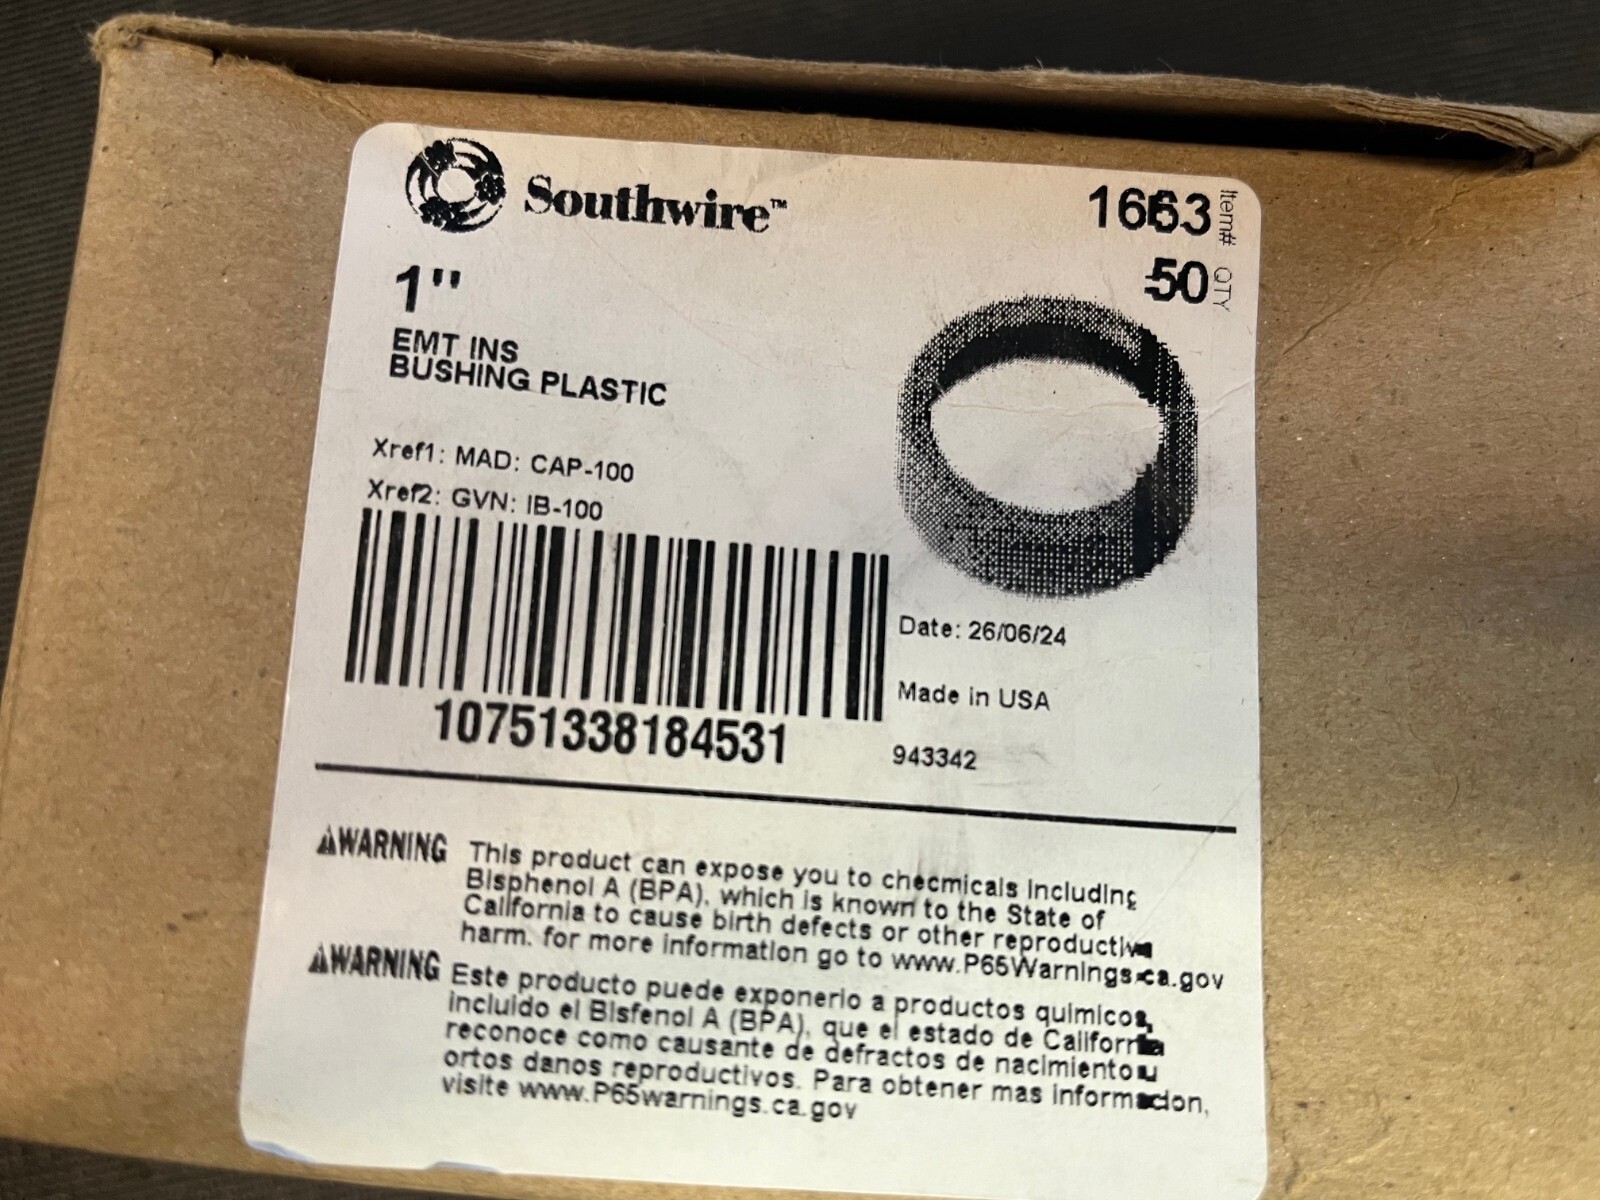 Southwire™
1663 Item#
50 QTY
1"
EMT INS
BUSHING PLASTIC
Xref1: MAD: CAP-100
Xref2: GVN: IB-100
10751338184531
Date: 26/06/24
Made in USA
943342
⚠WARNING This product can expose you to checmicals including
Bisphenol A (BPA), which is known to the State of
California to cause birth defects or other reproductive
harm. for more information go to www.P65Warnings.ca.gov
⚠WARNING Este producto puede exponerlo a productos quimicos,
incluido el Bisfenol A (BPA), que el estado de California
reconoce como causante de defractos de nacimiento u
ortos danos reproductivos. Para obtener mas informacion,
visite www.P65warnings.ca.gov